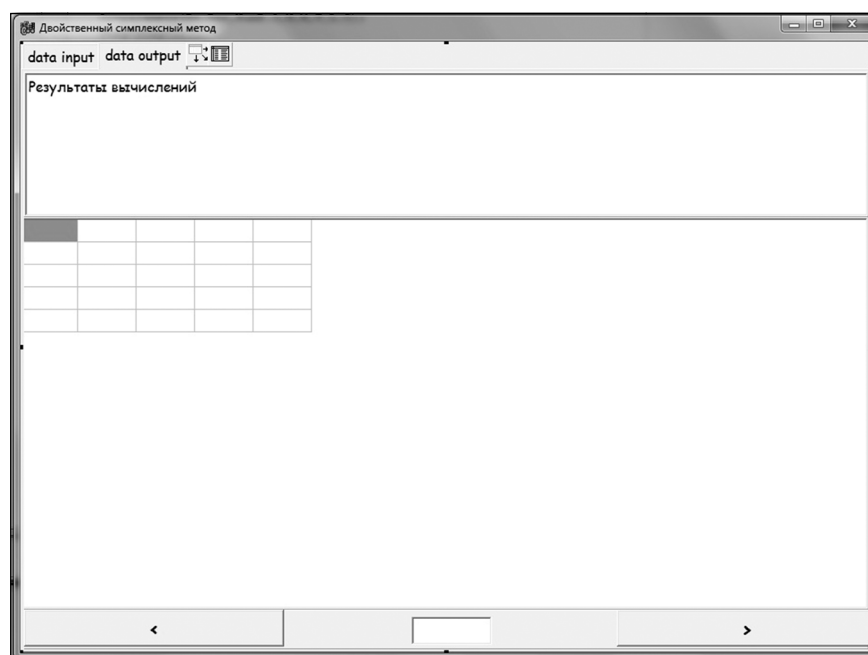 Двойственный симплексный метод
data input data output
Результаты вычислений
< >